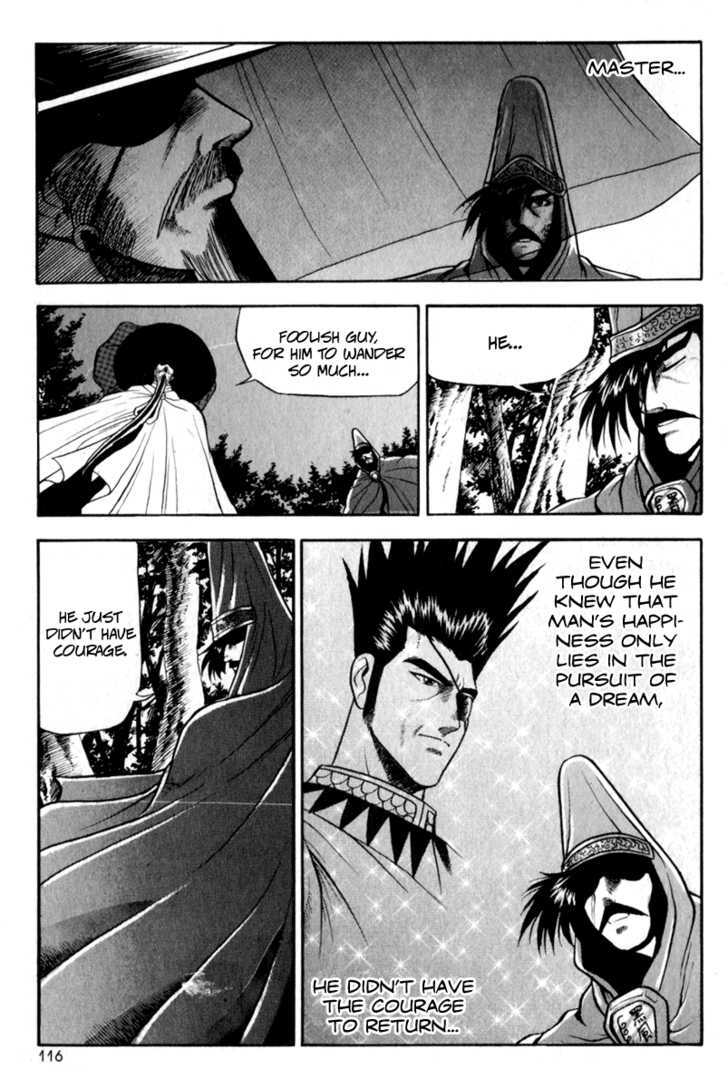 MASTER...
FOOLISH GUY,
FOR HIM TO WANDER
SO MUCH...
HE...
HE JUST
DIDN'T HAVE
COURAGE.
EVEN
THOUGH HE
KNEW THAT
MAN'S HAPPI-
NESS ONLY
LIES IN THE
PURSUIT OF
A DREAM,
HE DIDN'T HAVE
THE COURAGE
TO RETURN...
116